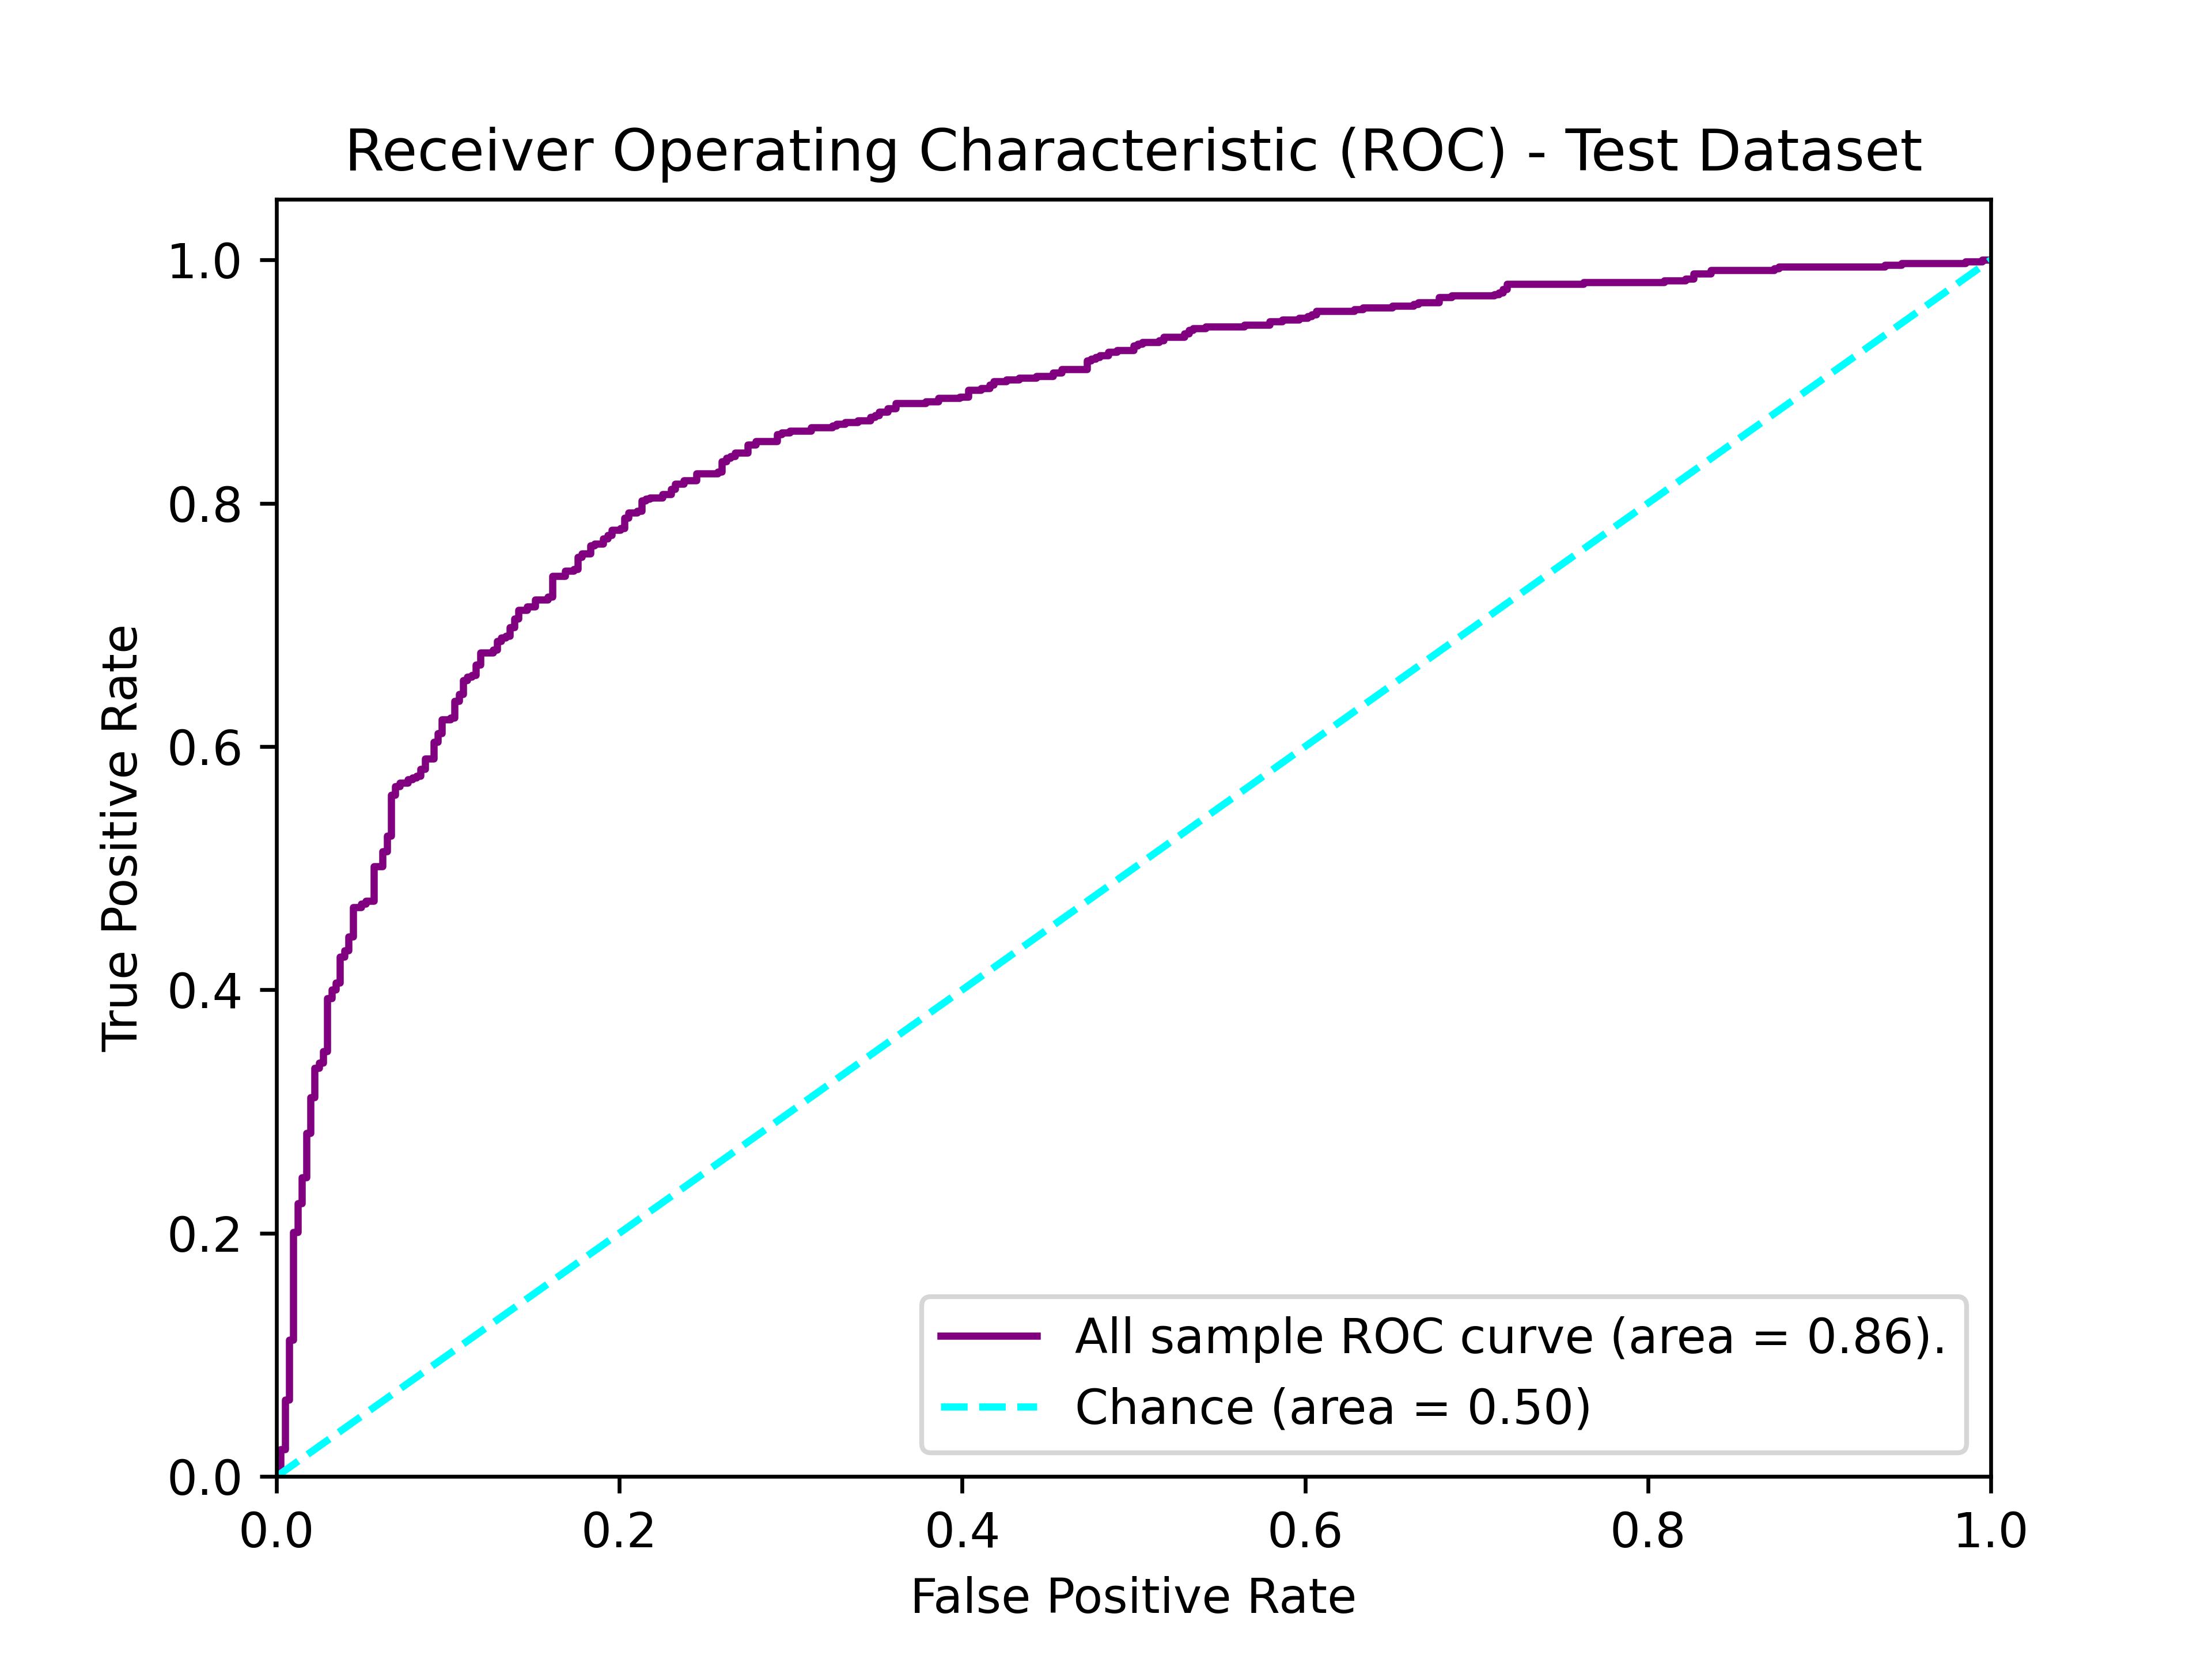 Receiver Operating Characteristic (ROC) - Test Dataset
True Positive Rate
1.0
0.8
0.6
0.4
0.2
0.0
All sample ROC curve (area = 0.86).
Chance (area = 0.50)
0.0 0.2 0.4 0.6 0.8 1.0
False Positive Rate